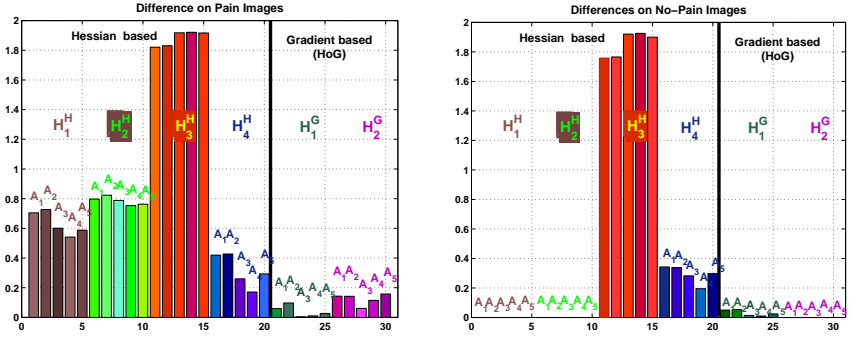 Difference on Pain Images
Hessian based
Gradient based
(HoG)
H₁ᴴ H₂ᴴ H₃ᴴ H₄ᴴ H₁ᴳ H₂ᴳ
A₁ A₂ A₃ A₄ A₅
A₁ A₂ A₃ A₄ A₅
A₁ A₂ A₃ A₄ A₅
A₁ A₂ A₃ A₄ A₅
A₁ A₂ A₃ A₄ A₅
2
1.8
1.6
1.4
1.2
1
0.8
0.6
0.4
0.2
0
0 5 10 15 20 25 30
Differences on No-Pain Images
Hessian based
Gradient based
(HoG)
H₁ᴴ H₂ᴴ H₃ᴴ H₄ᴴ H₁ᴳ H₂ᴳ
A₁ A₂ A₃ A₄ A₅
A₁ A₂ A₃ A₄ A₅
A₁ A₂ A₃ A₄ A₅
A₁ A₂ A₃ A₄ A₅
A₁ A₂ A₃ A₄ A₅
2
1.8
1.6
1.4
1.2
1
0.8
0.6
0.4
0.2
0
0 5 10 15 20 25 30